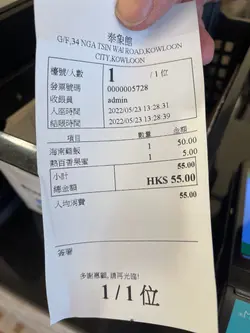 泰象館
G/F,34 NGA TSIN WAI ROAD,KOWLOON
CITY,KOWLOON
檯號/人數 1 / 1 位
發票號碼 0000005728
收銀員 admin
入座時間 2022/05/23 13:28.31
結賬時間 2022/05/23 13:28:39
項目 數量 金額
海南雞飯 1 50.00
熱百香果蜜 1 5.00
小計 55.00
總金額 HK$ 55.00
人均消費 55.00
簽署
多謝惠顧,請再光臨!
1 / 1 位